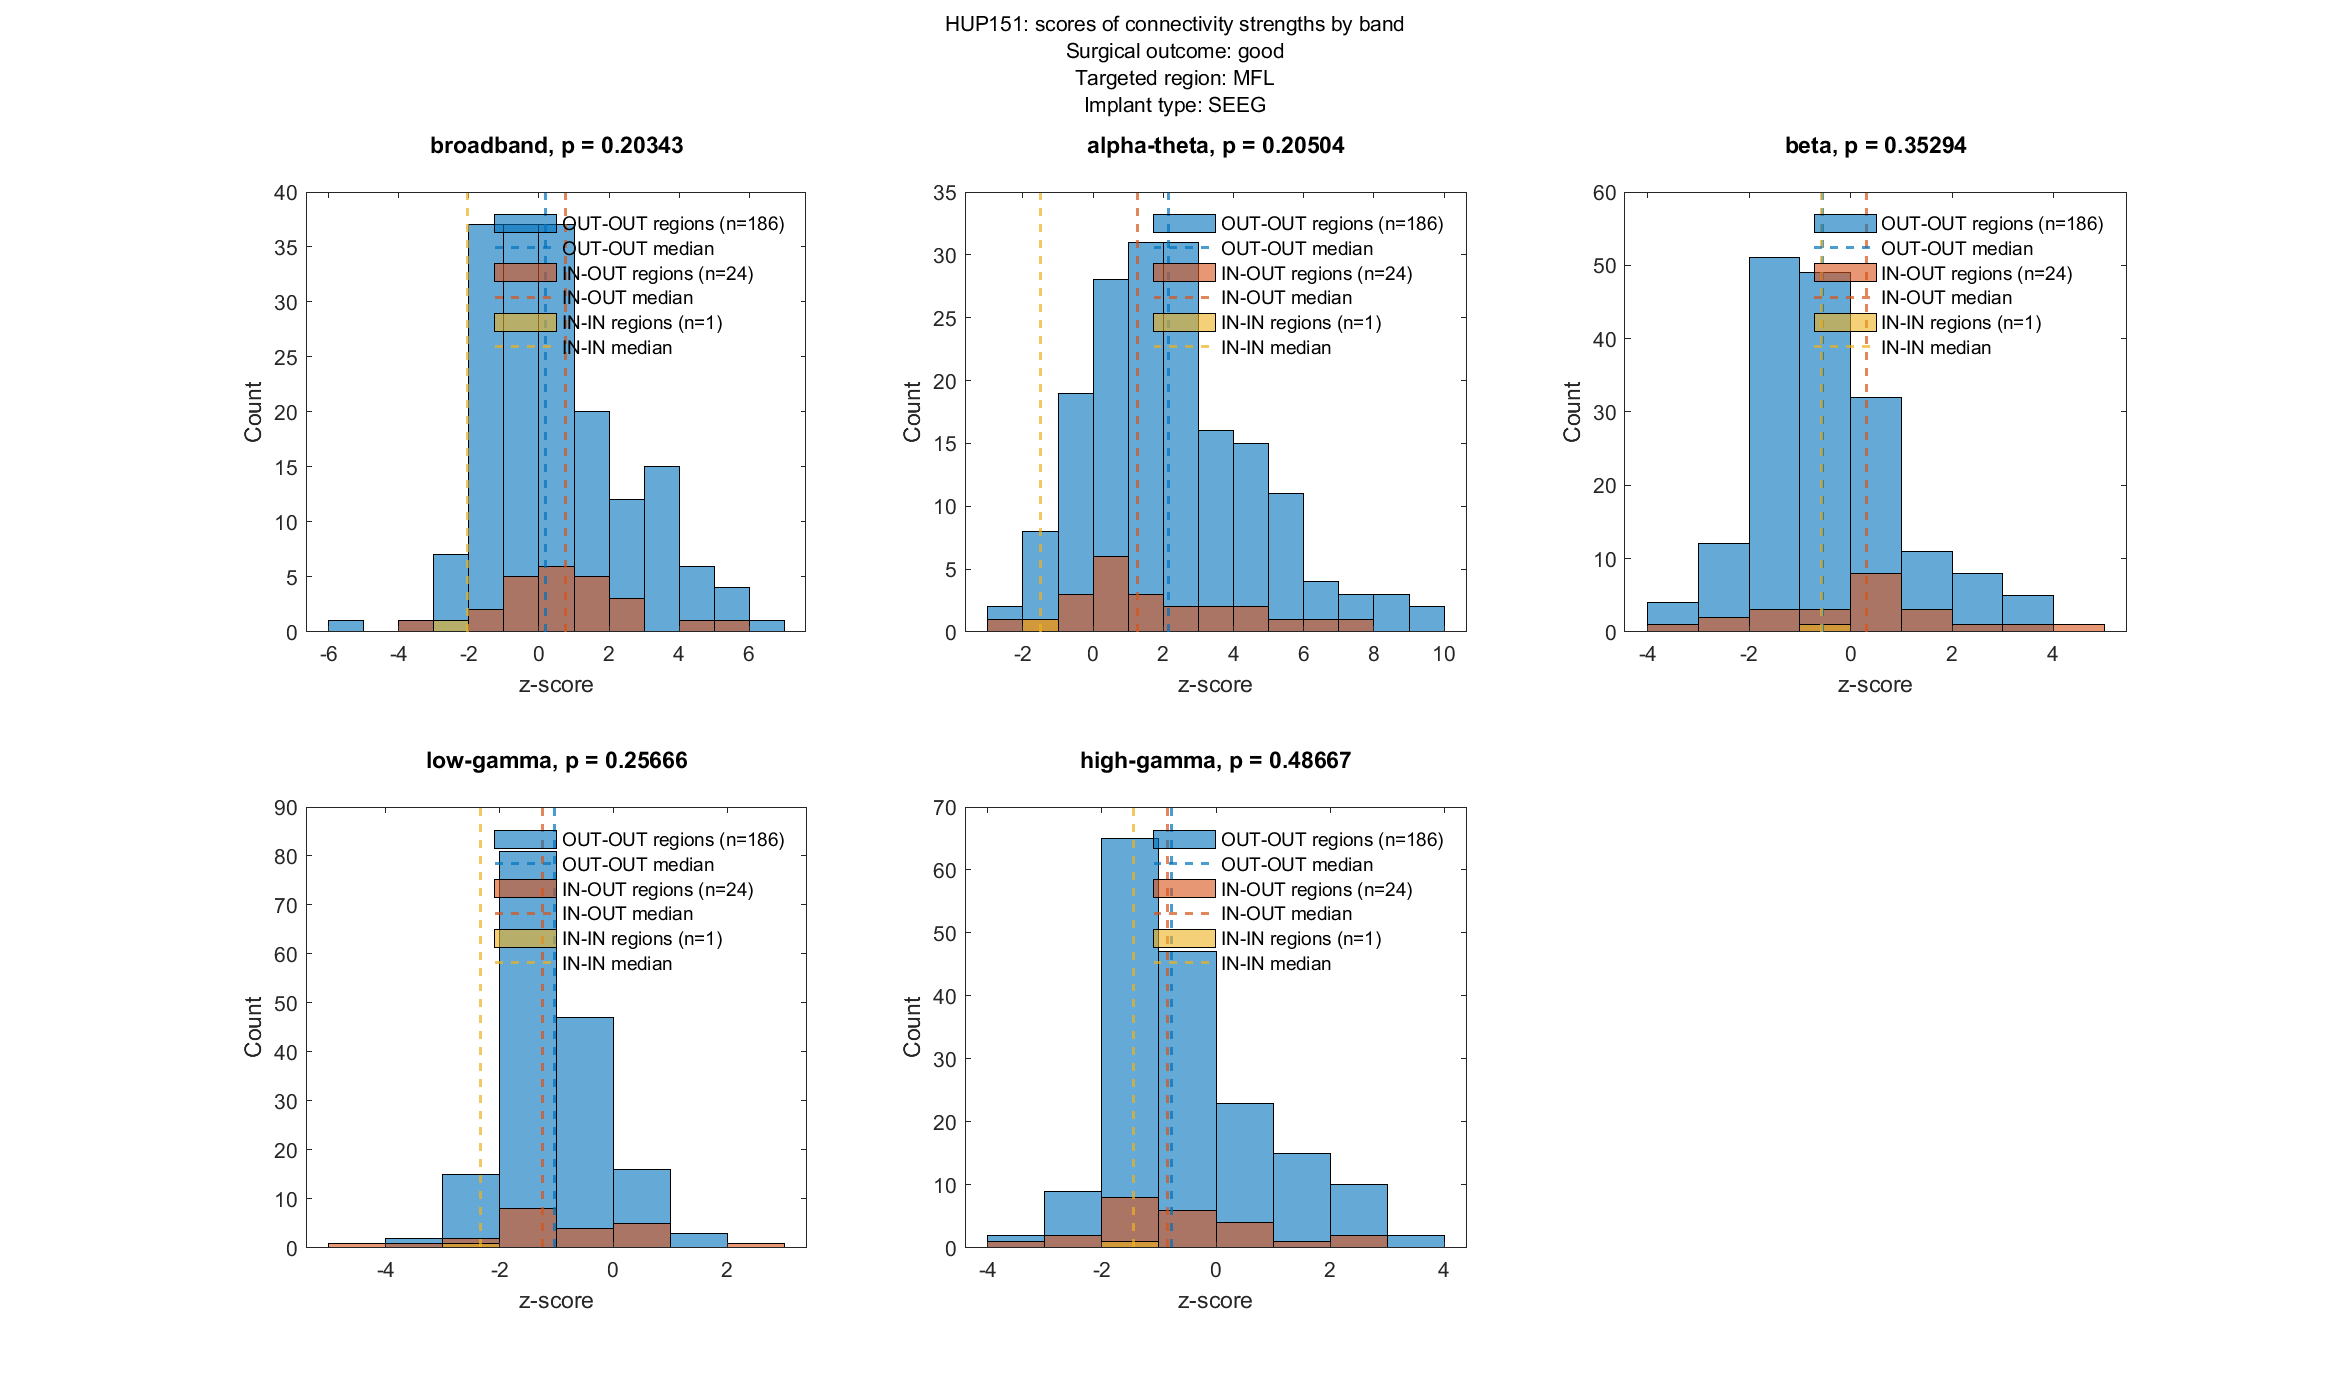 HUP151: scores of connectivity strengths by band
Surgical outcome: good
Targeted region: MFL
Implant type: SEEG
broadband, p = 0.20343
40
35
30
25
20
15
10
5
0
Count
-6 -4 -2 0 2 4 6
z-score
OUT-OUT regions (n=186)
OUT-OUT median
IN-OUT regions (n=24)
IN-OUT median
IN-IN regions (n=1)
IN-IN median
alpha-theta, p = 0.20504
35
30
25
20
15
10
5
0
Count
-2 0 2 4 6 8 10
z-score
OUT-OUT regions (n=186)
OUT-OUT median
IN-OUT regions (n=24)
IN-OUT median
IN-IN regions (n=1)
IN-IN median
beta, p = 0.35294
60
50
40
30
20
10
0
Count
-4 -2 0 2 4
z-score
OUT-OUT regions (n=186)
OUT-OUT median
IN-OUT regions (n=24)
IN-OUT median
IN-IN regions (n=1)
IN-IN median
low-gamma, p = 0.25666
90
80
70
60
50
40
30
20
10
0
Count
-4 -2 0 2
z-score
OUT-OUT regions (n=186)
OUT-OUT median
IN-OUT regions (n=24)
IN-OUT median
IN-IN regions (n=1)
IN-IN median
high-gamma, p = 0.48667
70
60
50
40
30
20
10
0
Count
-4 -2 0 2 4
z-score
OUT-OUT regions (n=186)
OUT-OUT median
IN-OUT regions (n=24)
IN-OUT median
IN-IN regions (n=1)
IN-IN median